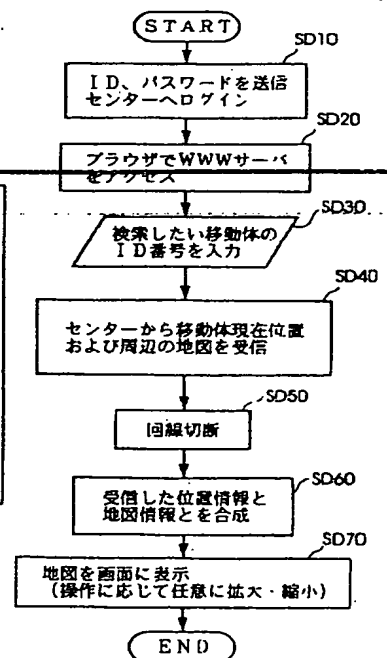 START
SD10
ID、パスワードを送信
センターへログイン
SD20
ブラウザでWWWサーバ
をアクセス
SD30
検索したい移動体の
ID番号を入力
SD40
センターから移動体現在位置
および周辺の地図を受信
SD50
回線切断
SD60
受信した位置情報と
地図情報とを合成
SD70
地図を画面に表示
（操作に応じて任意に拡大・縮小）
END